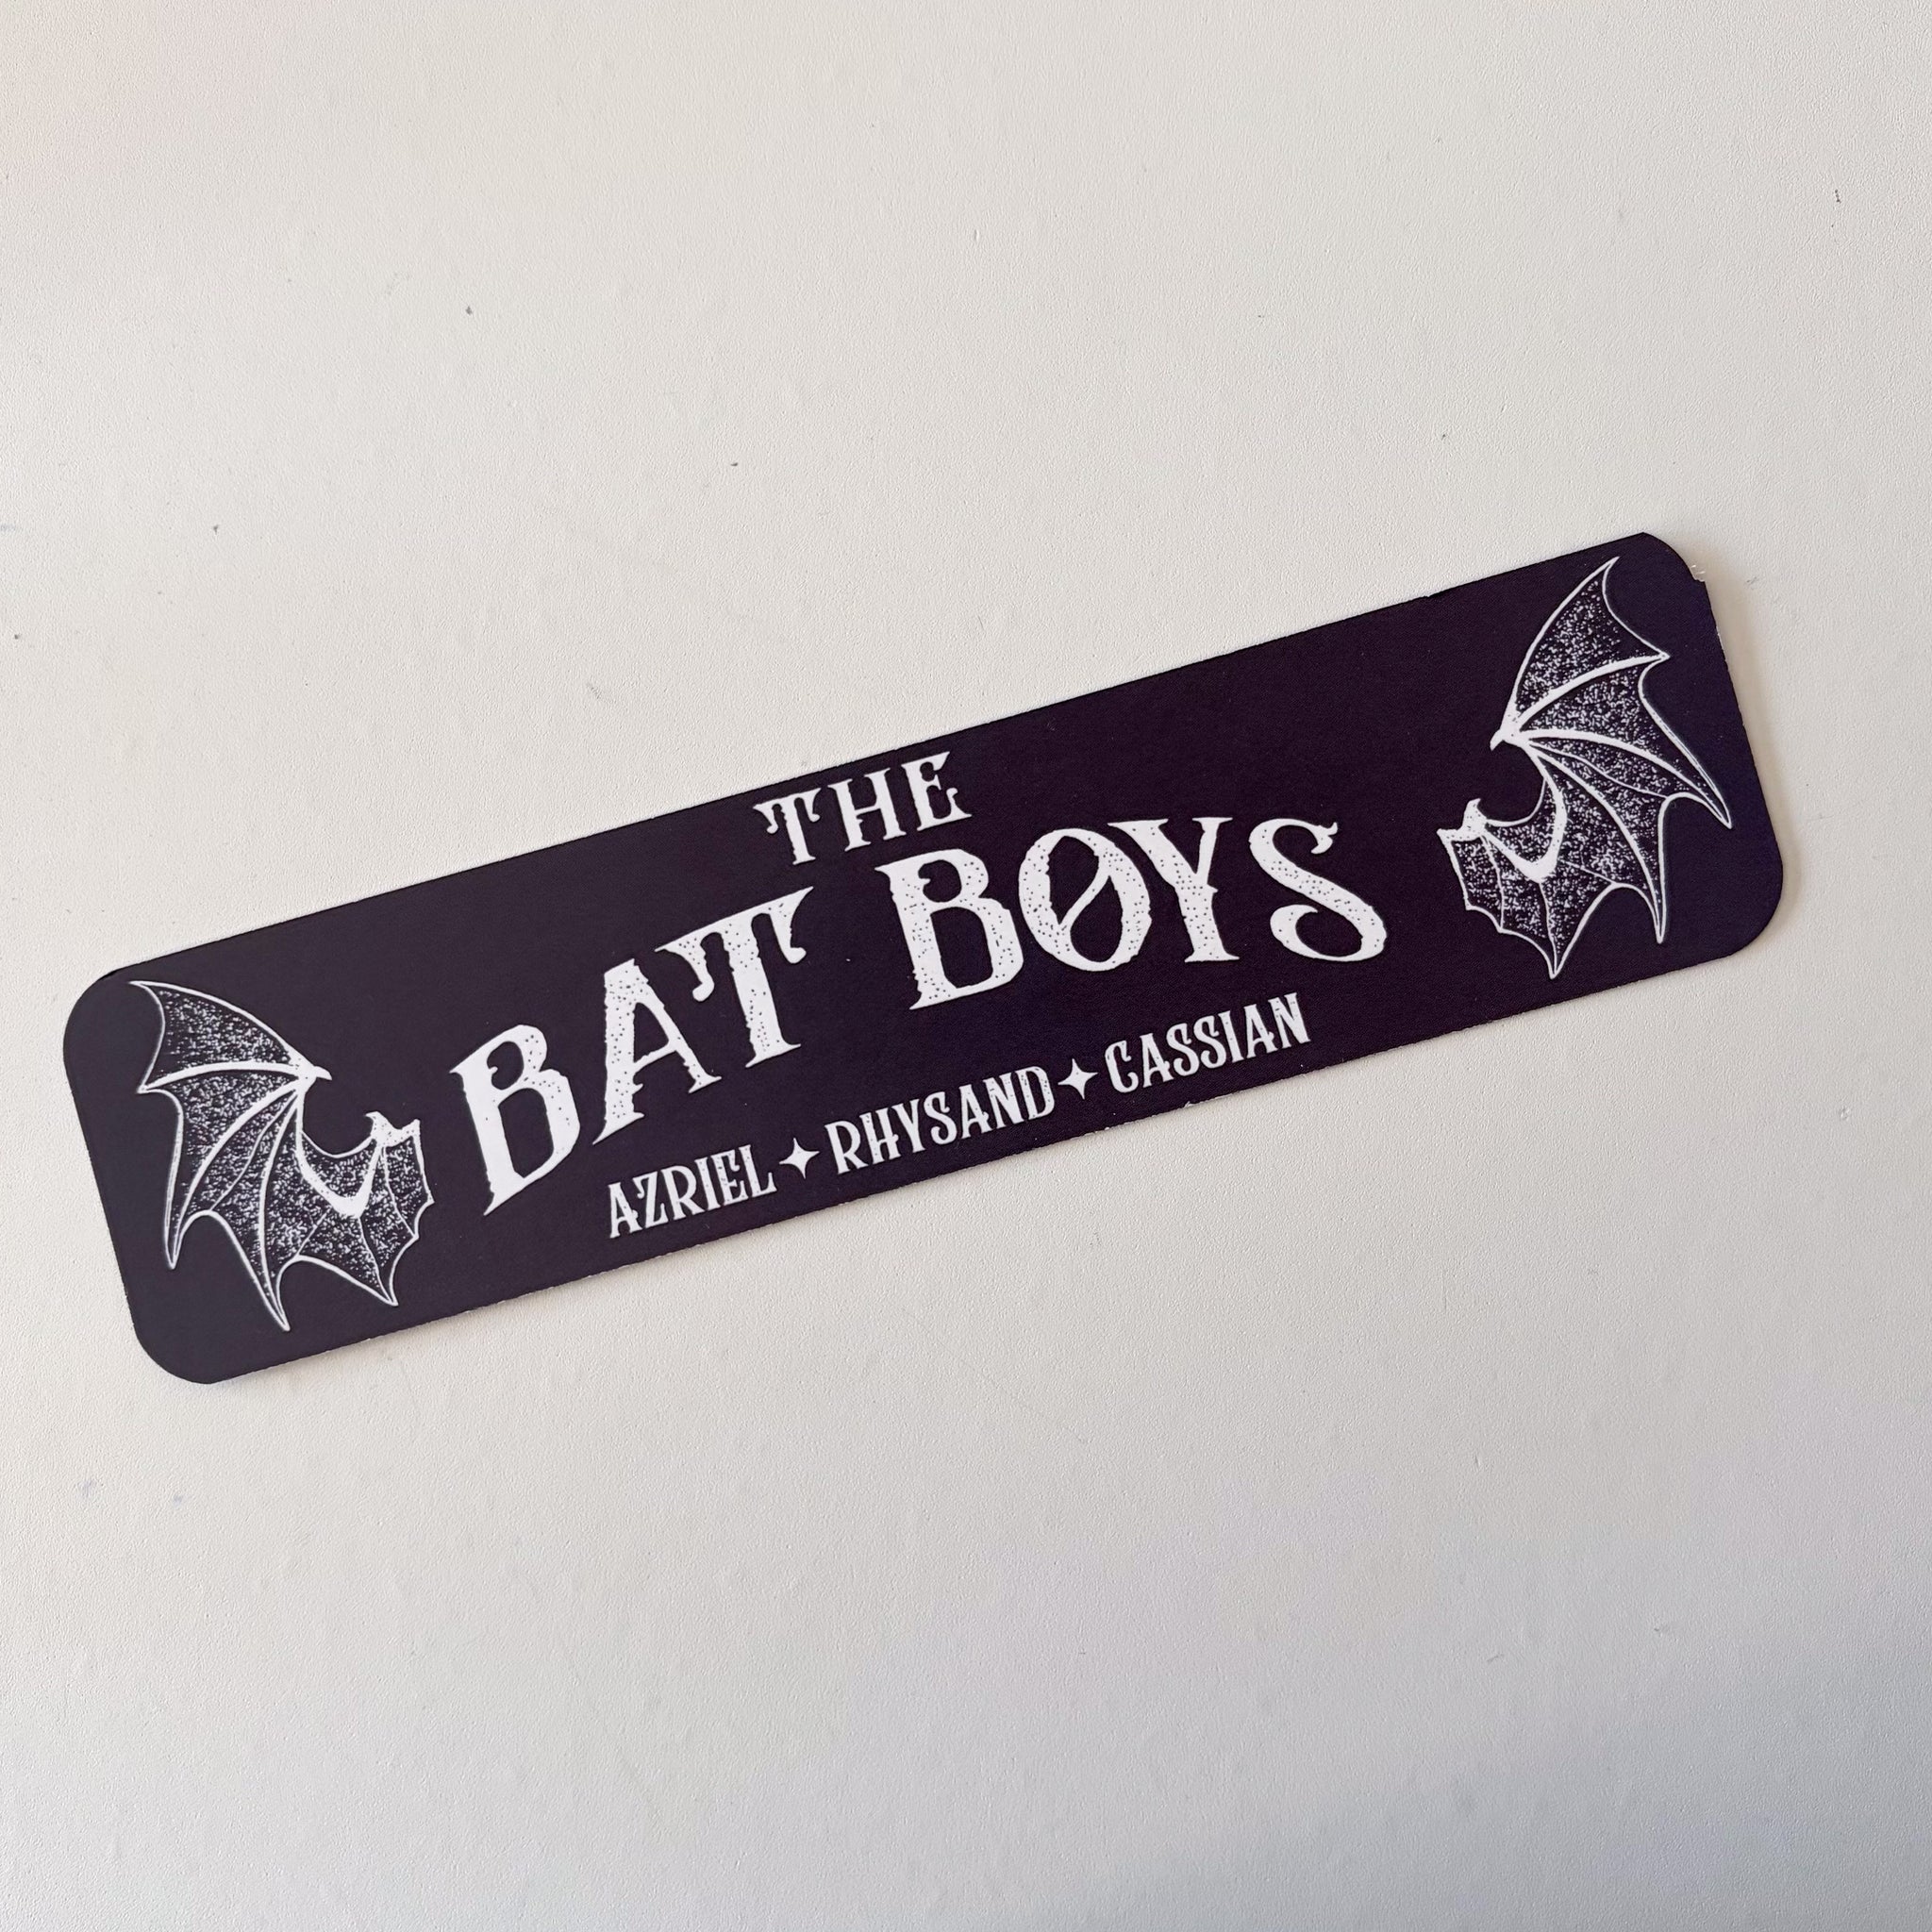 THE
BAT BOYS
AZRIEL✦RHYSAND✦CASSIAN